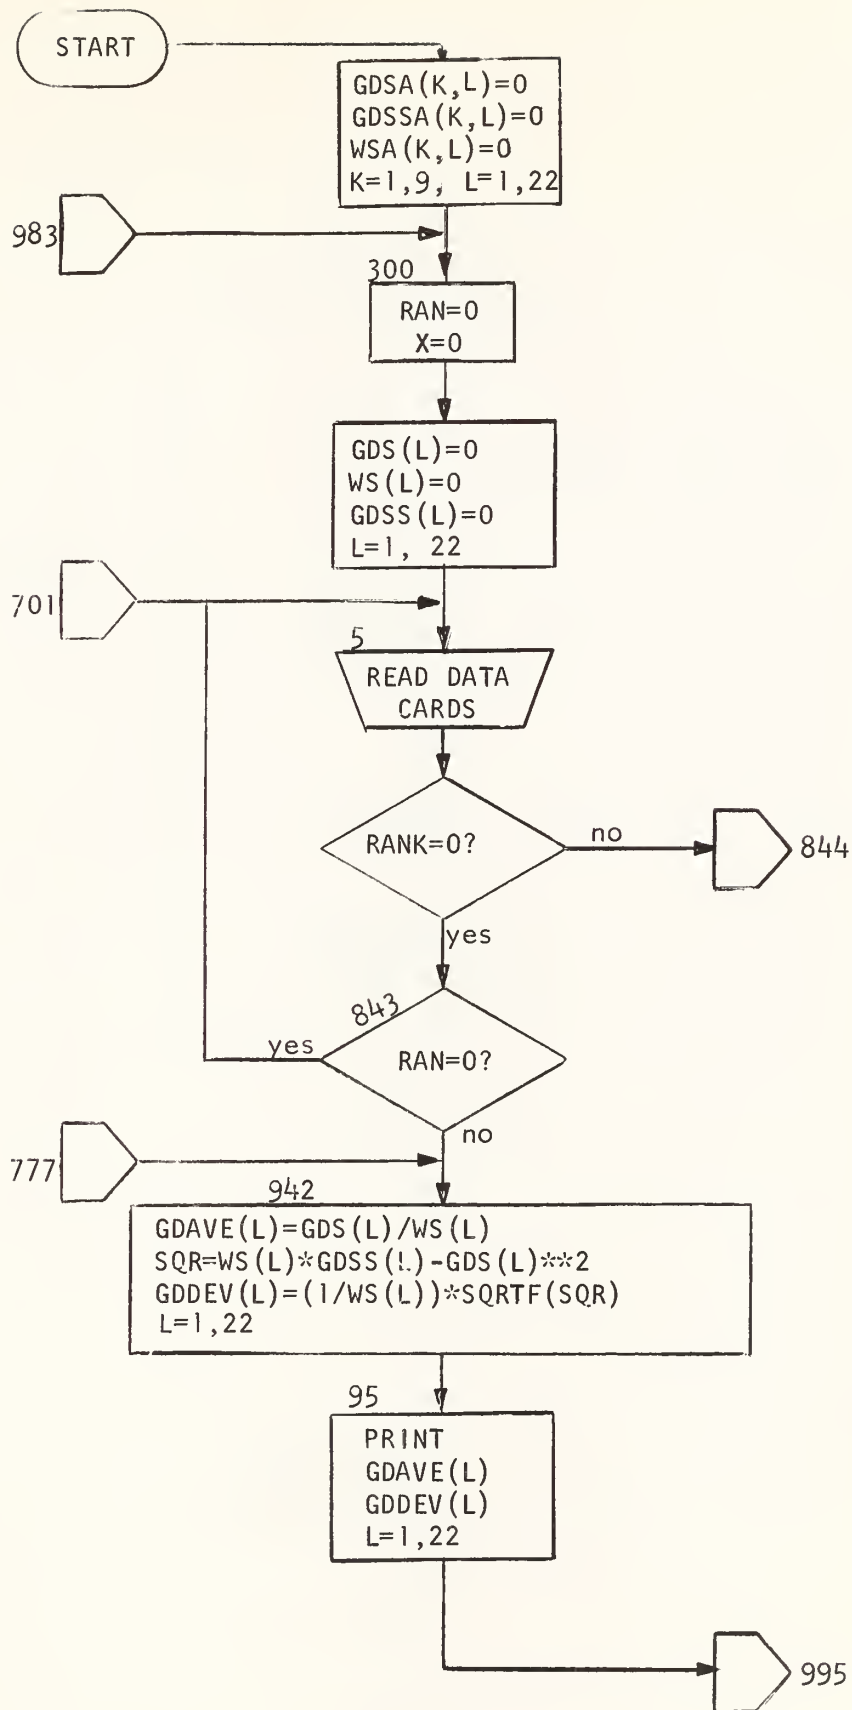 START
GDSA(K,L)=0
GDSSA(K,L)=0
WSA(K,L)=0
K=1,9, L=1,22
983
300
RAN=0
X=0
GDS(L)=0
WS(L)=0
GDSS(L)=0
L=1, 22
701
5
READ DATA
CARDS
RANK=0?
no
844
yes
843
yes
RAN=0?
no
777
942
GDAVE(L)=GDS(L)/WS(L)
SQR=WS(L)*GDSS(L)-GDS(L)**2
GDDEV(L)=(1/WS(L))*SQRTF(SQR)
L=1,22
95
PRINT
GDAVE(L)
GDDEV(L)
L=1,22
995